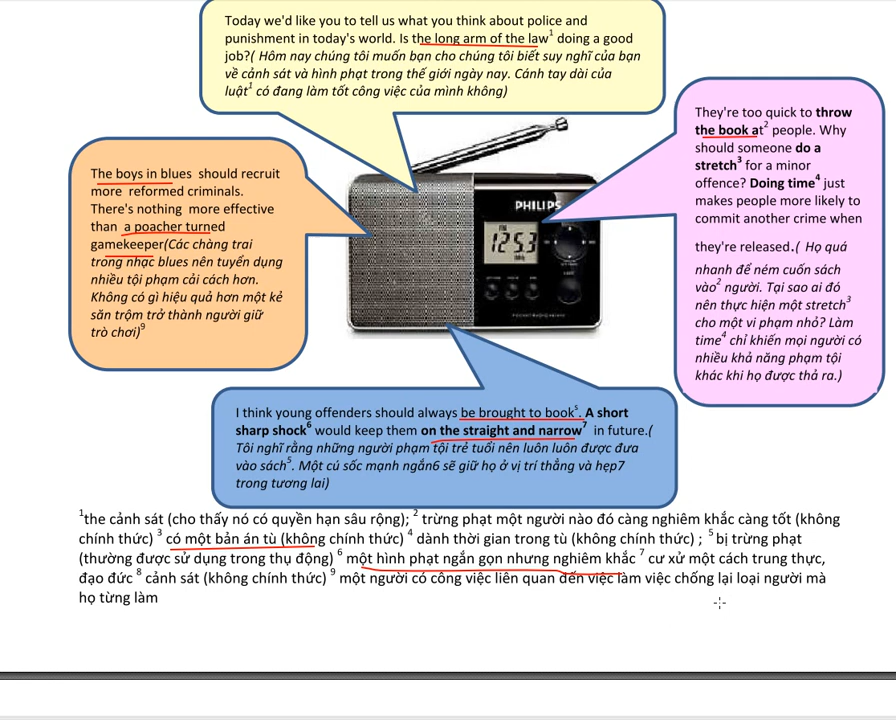 Today we'd like you to tell us what you think about police and
punishment in today's world. Is the long arm of the law¹ doing a good
job?( Hôm nay chúng tôi muốn bạn cho chúng tôi biết suy nghĩ của bạn
về cảnh sát và hình phạt trong thế giới ngày nay. Cánh tay dài của
luật¹ có đang làm tốt công việc của mình không)
They're too quick to throw
the book at² people. Why
should someone do a
stretch³ for a minor
offence? Doing time⁴ just
makes people more likely to
commit another crime when
they're released.( Họ quá
nhanh để ném cuốn sách
vào² người. Tại sao ai đó
nên thực hiện một stretch³
cho một vi phạm nhỏ? Làm
time⁴ chỉ khiến mọi người có
nhiều khả năng phạm tội
khác khi họ được thả ra.)
The boys in blues should recruit
more reformed criminals.
There's nothing more effective
than a poacher turned
gamekeeper(Các chàng trai
trong nhạc blues nên tuyển dụng
nhiều tội phạm cải cách hơn.
Không có gì hiệu quả hơn một kẻ
săn trộm trở thành người giữ
trò chơi)⁹
PHILIPS
FM
12 53
I think young offenders should always be brought to book⁵. A short
sharp shock⁶ would keep them on the straight and narrow⁷ in future.(
Tôi nghĩ rằng những người phạm tội trẻ tuổi nên luôn luôn được đưa
vào sách⁵. Một cú sốc mạnh ngắn6 sẽ giữ họ ở vị trí thẳng và hẹp7
trong tương lai)
¹the cảnh sát (cho thấy nó có quyền hạn sâu rộng); ² trừng phạt một người nào đó càng nghiêm khắc càng tốt (không
chính thức) ³ có một bản án tù (không chính thức) ⁴ dành thời gian trong tù (không chính thức) ; ⁵ bị trừng phạt
(thường được sử dụng trong thụ động) ⁶ một hình phạt ngắn gọn nhưng nghiêm khắc ⁷ cư xử một cách trung thực,
đạo đức ⁸ cảnh sát (không chính thức) ⁹ một người có công việc liên quan đến việc làm việc chống lại loại người mà
họ từng làm